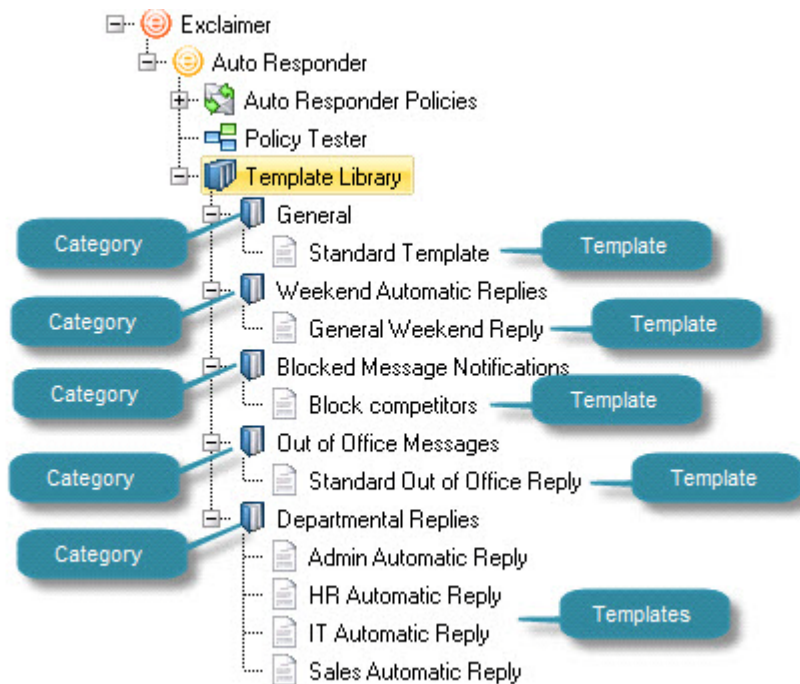 Exclaimer
Auto Responder
Auto Responder Policies
Policy Tester
Template Library
Category
General
Standard Template
Template
Category
Weekend Automatic Replies
General Weekend Reply
Template
Category
Blocked Message Notifications
Block competitors
Template
Category
Out of Office Messages
Standard Out of Office Reply
Template
Category
Departmental Replies
Admin Automatic Reply
HR Automatic Reply
Templates
IT Automatic Reply
Sales Automatic Reply